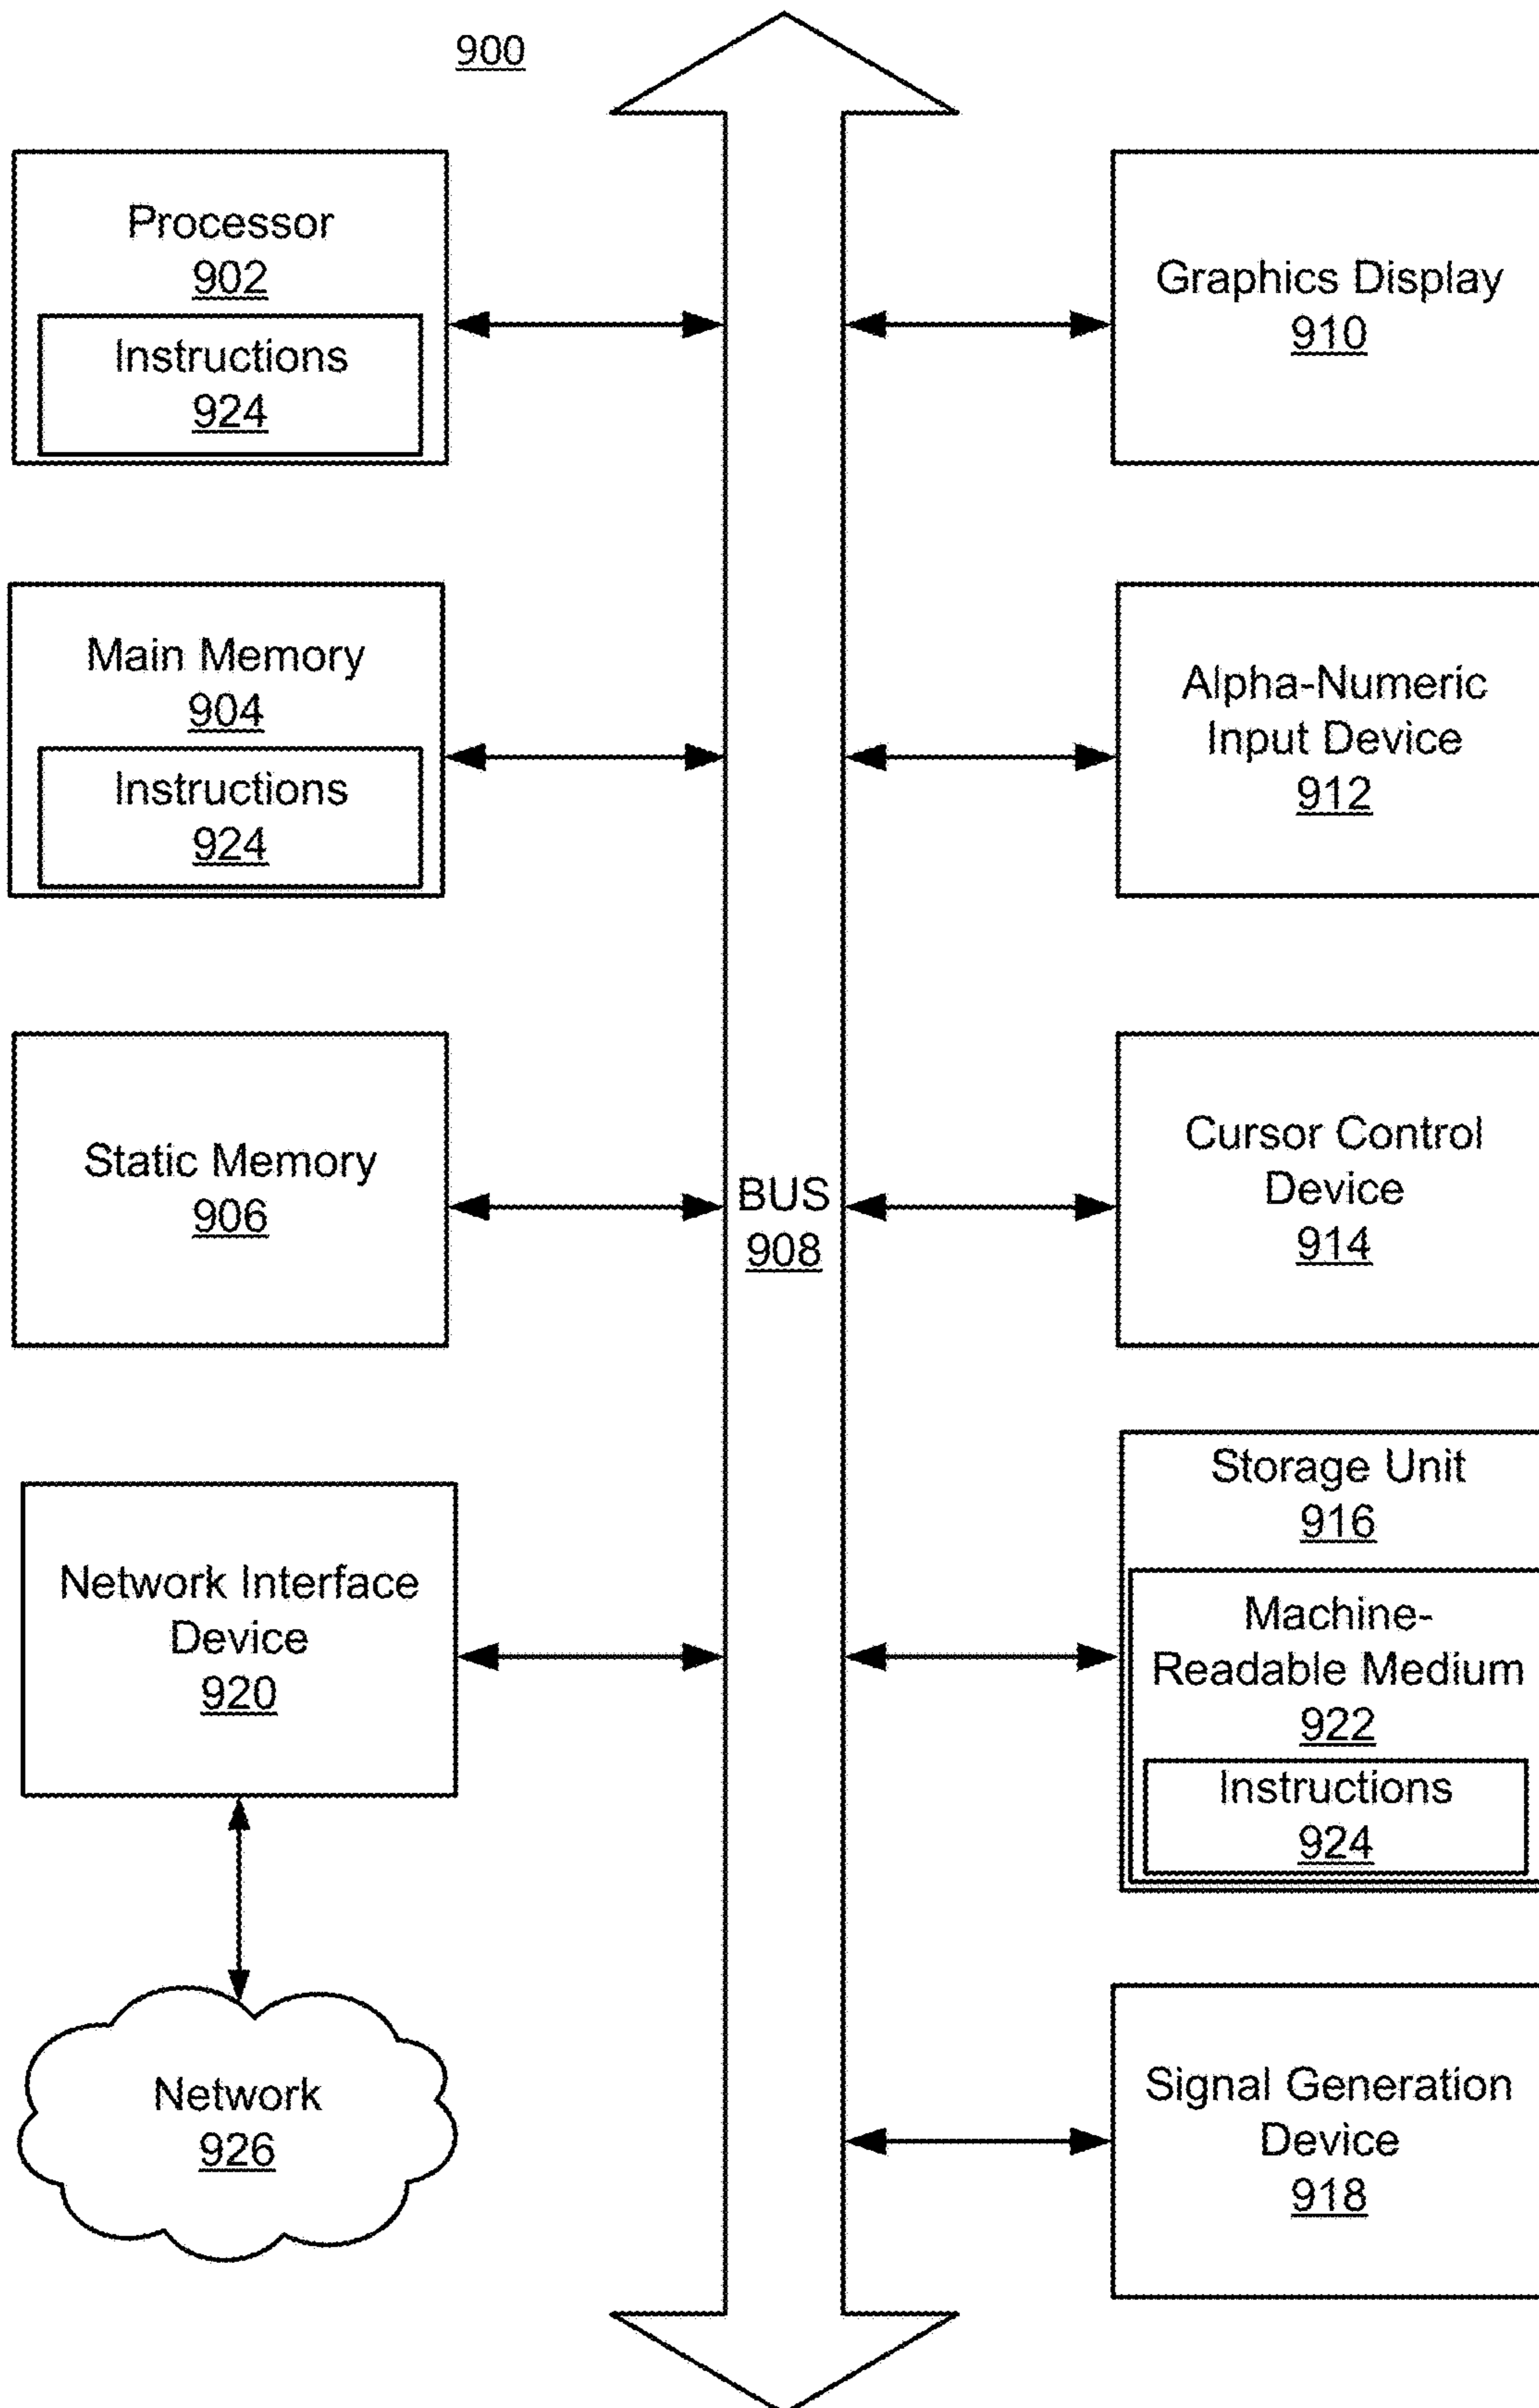 900
Processor
902
Instructions
924
Main Memory
904
Instructions
924
Static Memory
906
Network Interface
Device
920
Network
926
BUS
908
Graphics Display
910
Alpha-Numeric
Input Device
912
Cursor Control
Device
914
Storage Unit
916
Machine-
Readable Medium
922
Instructions
924
Signal Generation
Device
918